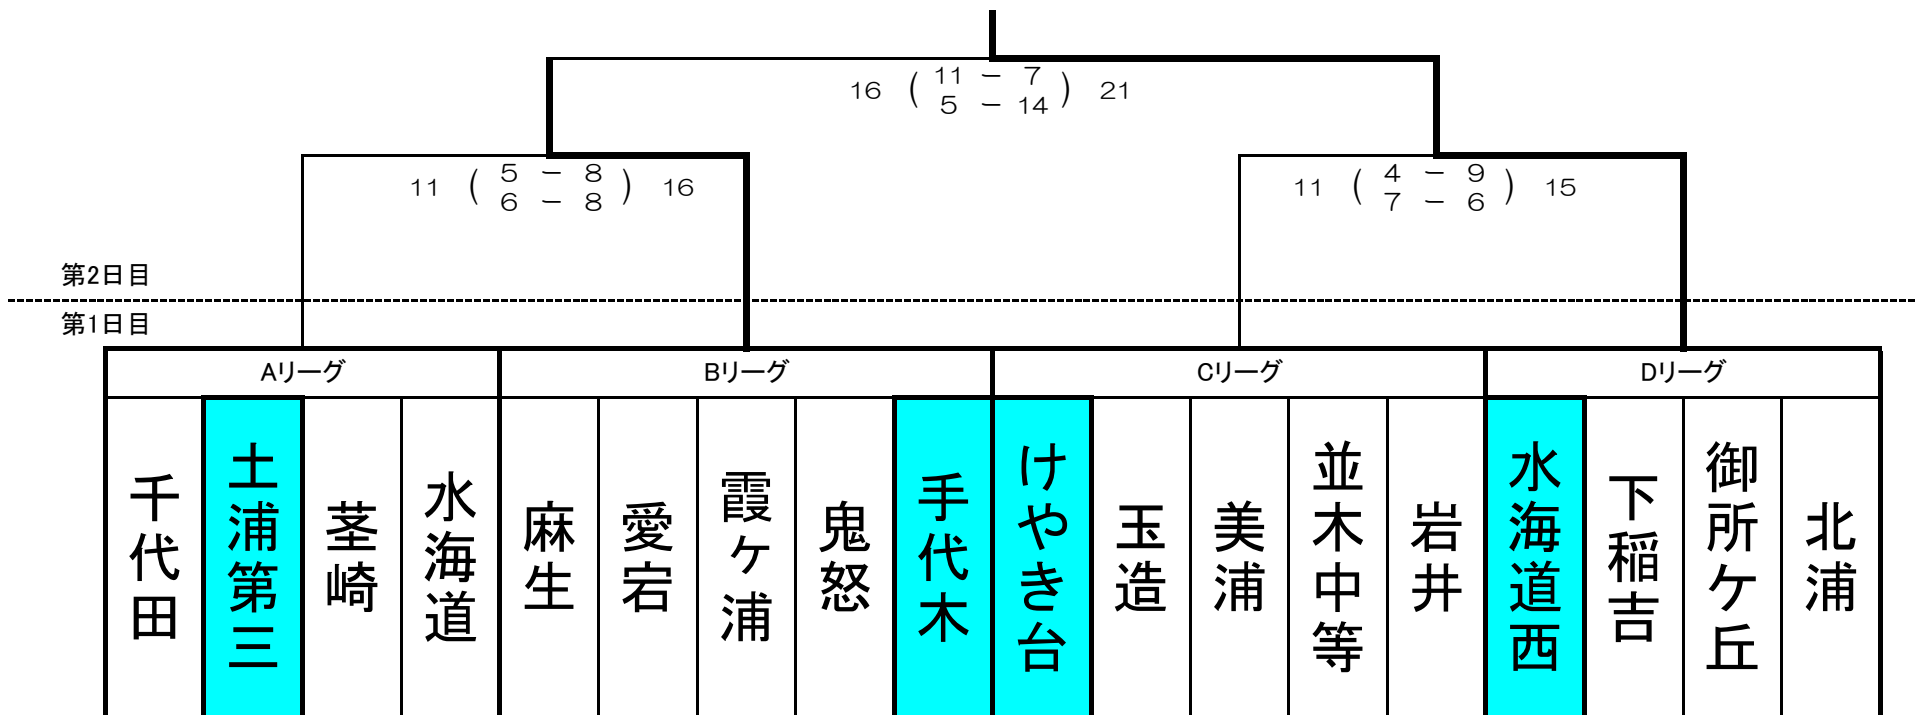 16 ( 11 － 7 ) 21
5 － 14
11 ( 5 － 8 ) 16
6 － 8
11 ( 4 － 9 ) 15
7 － 6
第2日目
第1日目
Aリーグ
Bリーグ
Cリーグ
Dリーグ
千代田
土浦第三
茎崎
水海道
麻生
愛宕
霞ヶ浦
鬼怒
手代木
けやき台
玉造
美浦
並木中等
岩井
水海道西
下稲吉
御所ケ丘
北浦